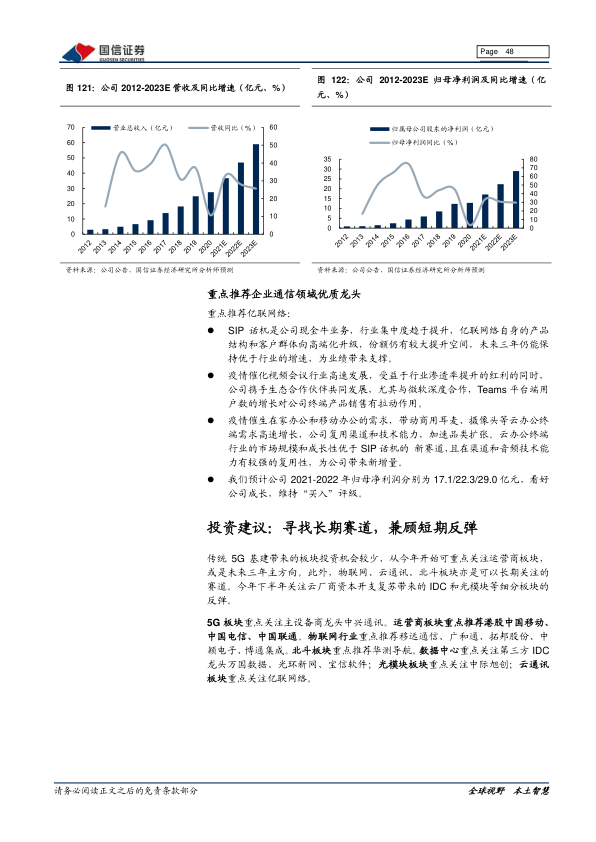 国信证券
GUOSEN SECURITIES
Page 48
图 121：公司 2012-2023E 营收及同比增速（亿元、%）
图 122：公司 2012-2023E 归母净利润及同比增速（亿
元、%）
营业总收入（亿元）
营收同比（%）
70
60
50
40
30
20
10
0
60
50
40
30
20
10
0
2012
2013
2014
2015
2016
2017
2018
2019
2020
2021E
2022E
2023E
归属母公司股东的净利润（亿元）
归母净利润同比（%）
35
30
25
20
15
10
5
0
80
70
60
50
40
30
20
10
0
2012
2013
2014
2015
2016
2017
2018
2019
2020
2021E
2022E
2023E
资料来源：公司公告、国信证券经济研究所分析师预测
资料来源：公司公告、国信证券经济研究所分析师预测
重点推荐企业通信领域优质龙头
重点推荐亿联网络：
● SIP 话机是公司现金牛业务，行业集中度趋于提升，亿联网络自身的产品
结构和客户群体向高端化升级，份额仍有较大提升空间，未来三年仍能保
持优于行业的增速，为业绩带来支撑。
● 疫情催化视频会议行业高速发展，受益于行业渗透率提升的红利的同时，
公司携手生态合作伙伴共同发展，尤其与微软深度合作，Teams 平台端用
户数的增长对公司终端产品销售有拉动作用。
● 疫情催生在家办公和移动办公的需求，带动商用耳麦，摄像头等云办公终
端需求高速增长，公司复用渠道和技术能力，加速品类扩张。云办公终端
行业的市场规模和成长性优于 SIP 话机的 新赛道,且在渠道和音频技术能
力有较强的复用性，为公司带来新增量。
● 我们预计公司 2021-2022 年归母净利润分别为 17.1/22.3/29.0 亿元，看好
公司成长，维持“买入”评级。
投资建议：寻找长期赛道，兼顾短期反弹
传统 5G 基建带来的板块投资机会较少，从今年开始可重点关注运营商板块，
或是未来三年主方向。此外，物联网、云通讯、北斗板块亦是可以长期关注的
赛道。今年下半年关注云厂商资本开支复苏带来的 IDC 和光模块等细分板块的
反弹。
5G 板块重点关注主设备商龙头中兴通讯。运营商板块重点推荐港股中国移动、
中国电信、中国联通。物联网行业重点推荐移远通信、广和通、拓邦股份、中
颖电子、博通集成。北斗板块重点推荐华测导航。数据中心重点关注第三方 IDC
龙头万国数据、光环新网、宝信软件；光模块板块重点关注中际旭创；云通讯
板块重点关注亿联网络。
请务必阅读正文之后的免责条款部分
全球视野 本土智慧